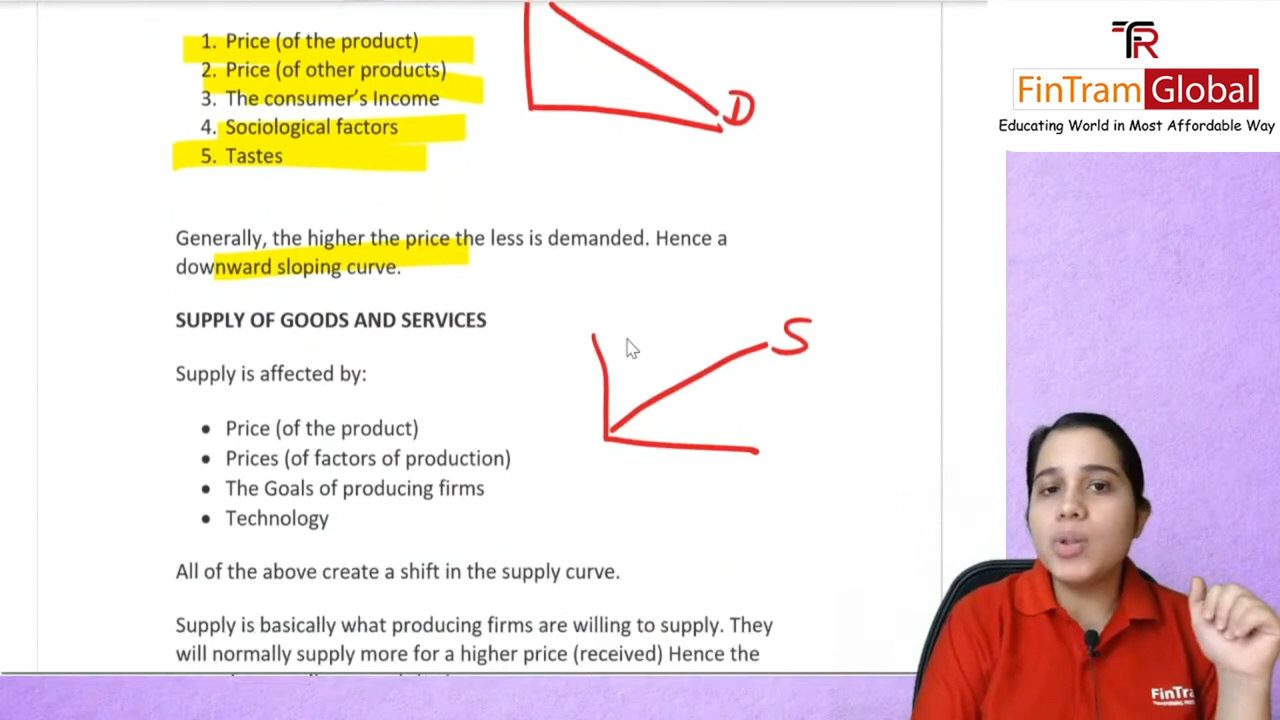 1. Price (of the product)
2. Price (of other products)
3. The consumer's Income
4. Sociological factors
5. Tastes
D
Generally, the higher the price the less is demanded. Hence a
downward sloping curve.
SUPPLY OF GOODS AND SERVICES
S
Supply is affected by:
• Price (of the product)
• Prices (of factors of production)
• The Goals of producing firms
• Technology
All of the above create a shift in the supply curve.
Supply is basically what producing firms are willing to supply. They
will normally supply more for a higher price (received) Hence the
FinTram Global
Educating World in Most Affordable Way
FinTra